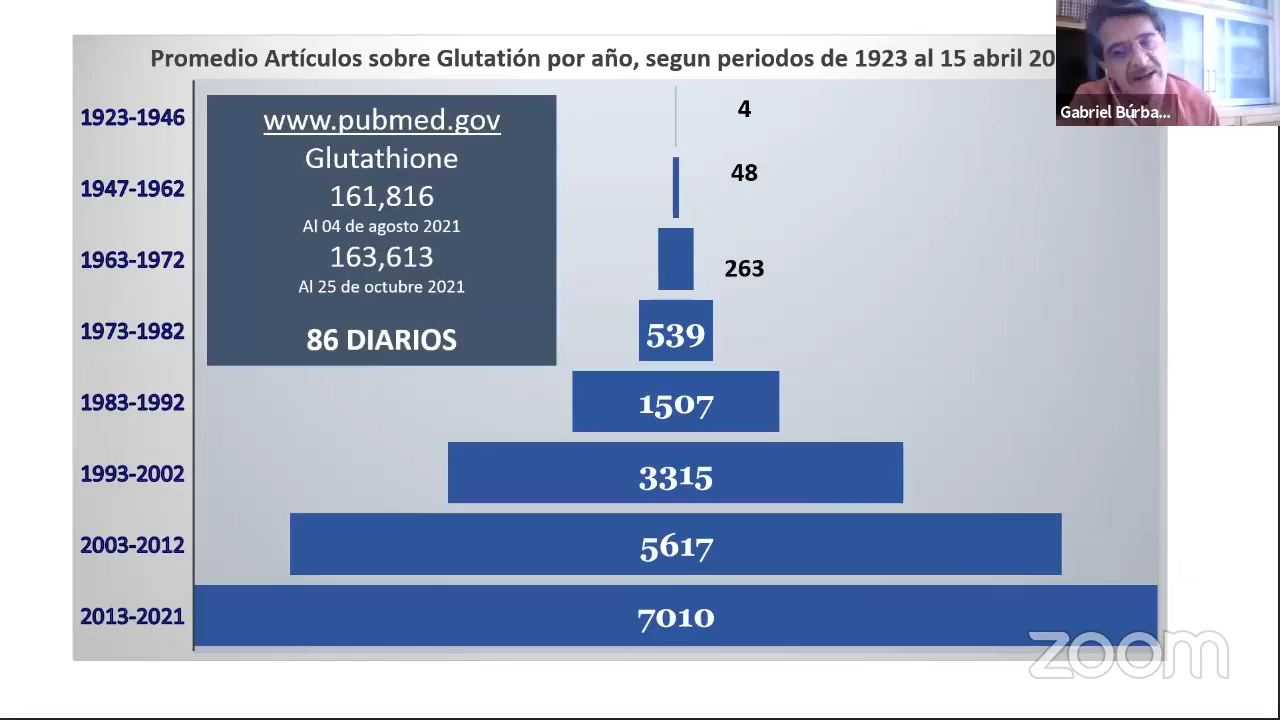 Promedio Artículos sobre Glutatión por año, segun periodos de 1923 al 15 abril 20
Gabriel Búrba...
www.pubmed.gov
Glutathione
161,816
Al 04 de agosto 2021
163,613
Al 25 de octubre 2021
86 DIARIOS
1923-1946 4
1947-1962 48
1963-1972 263
1973-1982 539
1983-1992 1507
1993-2002 3315
2003-2012 5617
2013-2021 7010
zoom